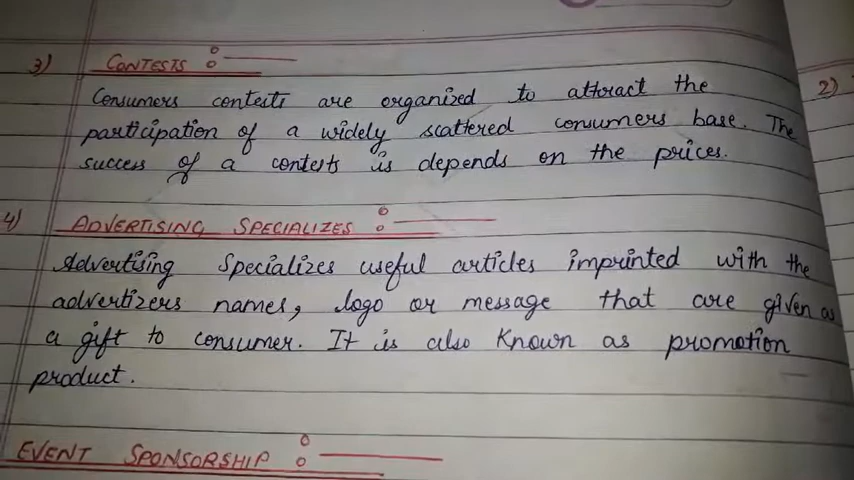 3) CONTESTS :-
Consumers contests are organized to attract the
participation of a widely scattered consumers base. The
success of a contests is depends on the prices.
4) ADVERTISING SPECIALIZES :-
Advertising Specializes useful articles imprinted with the
advertizers names, logo or message that are given as
a gift to consumer. It is also known as promotion
product.
EVENT SPONSORSHIP :-
2)